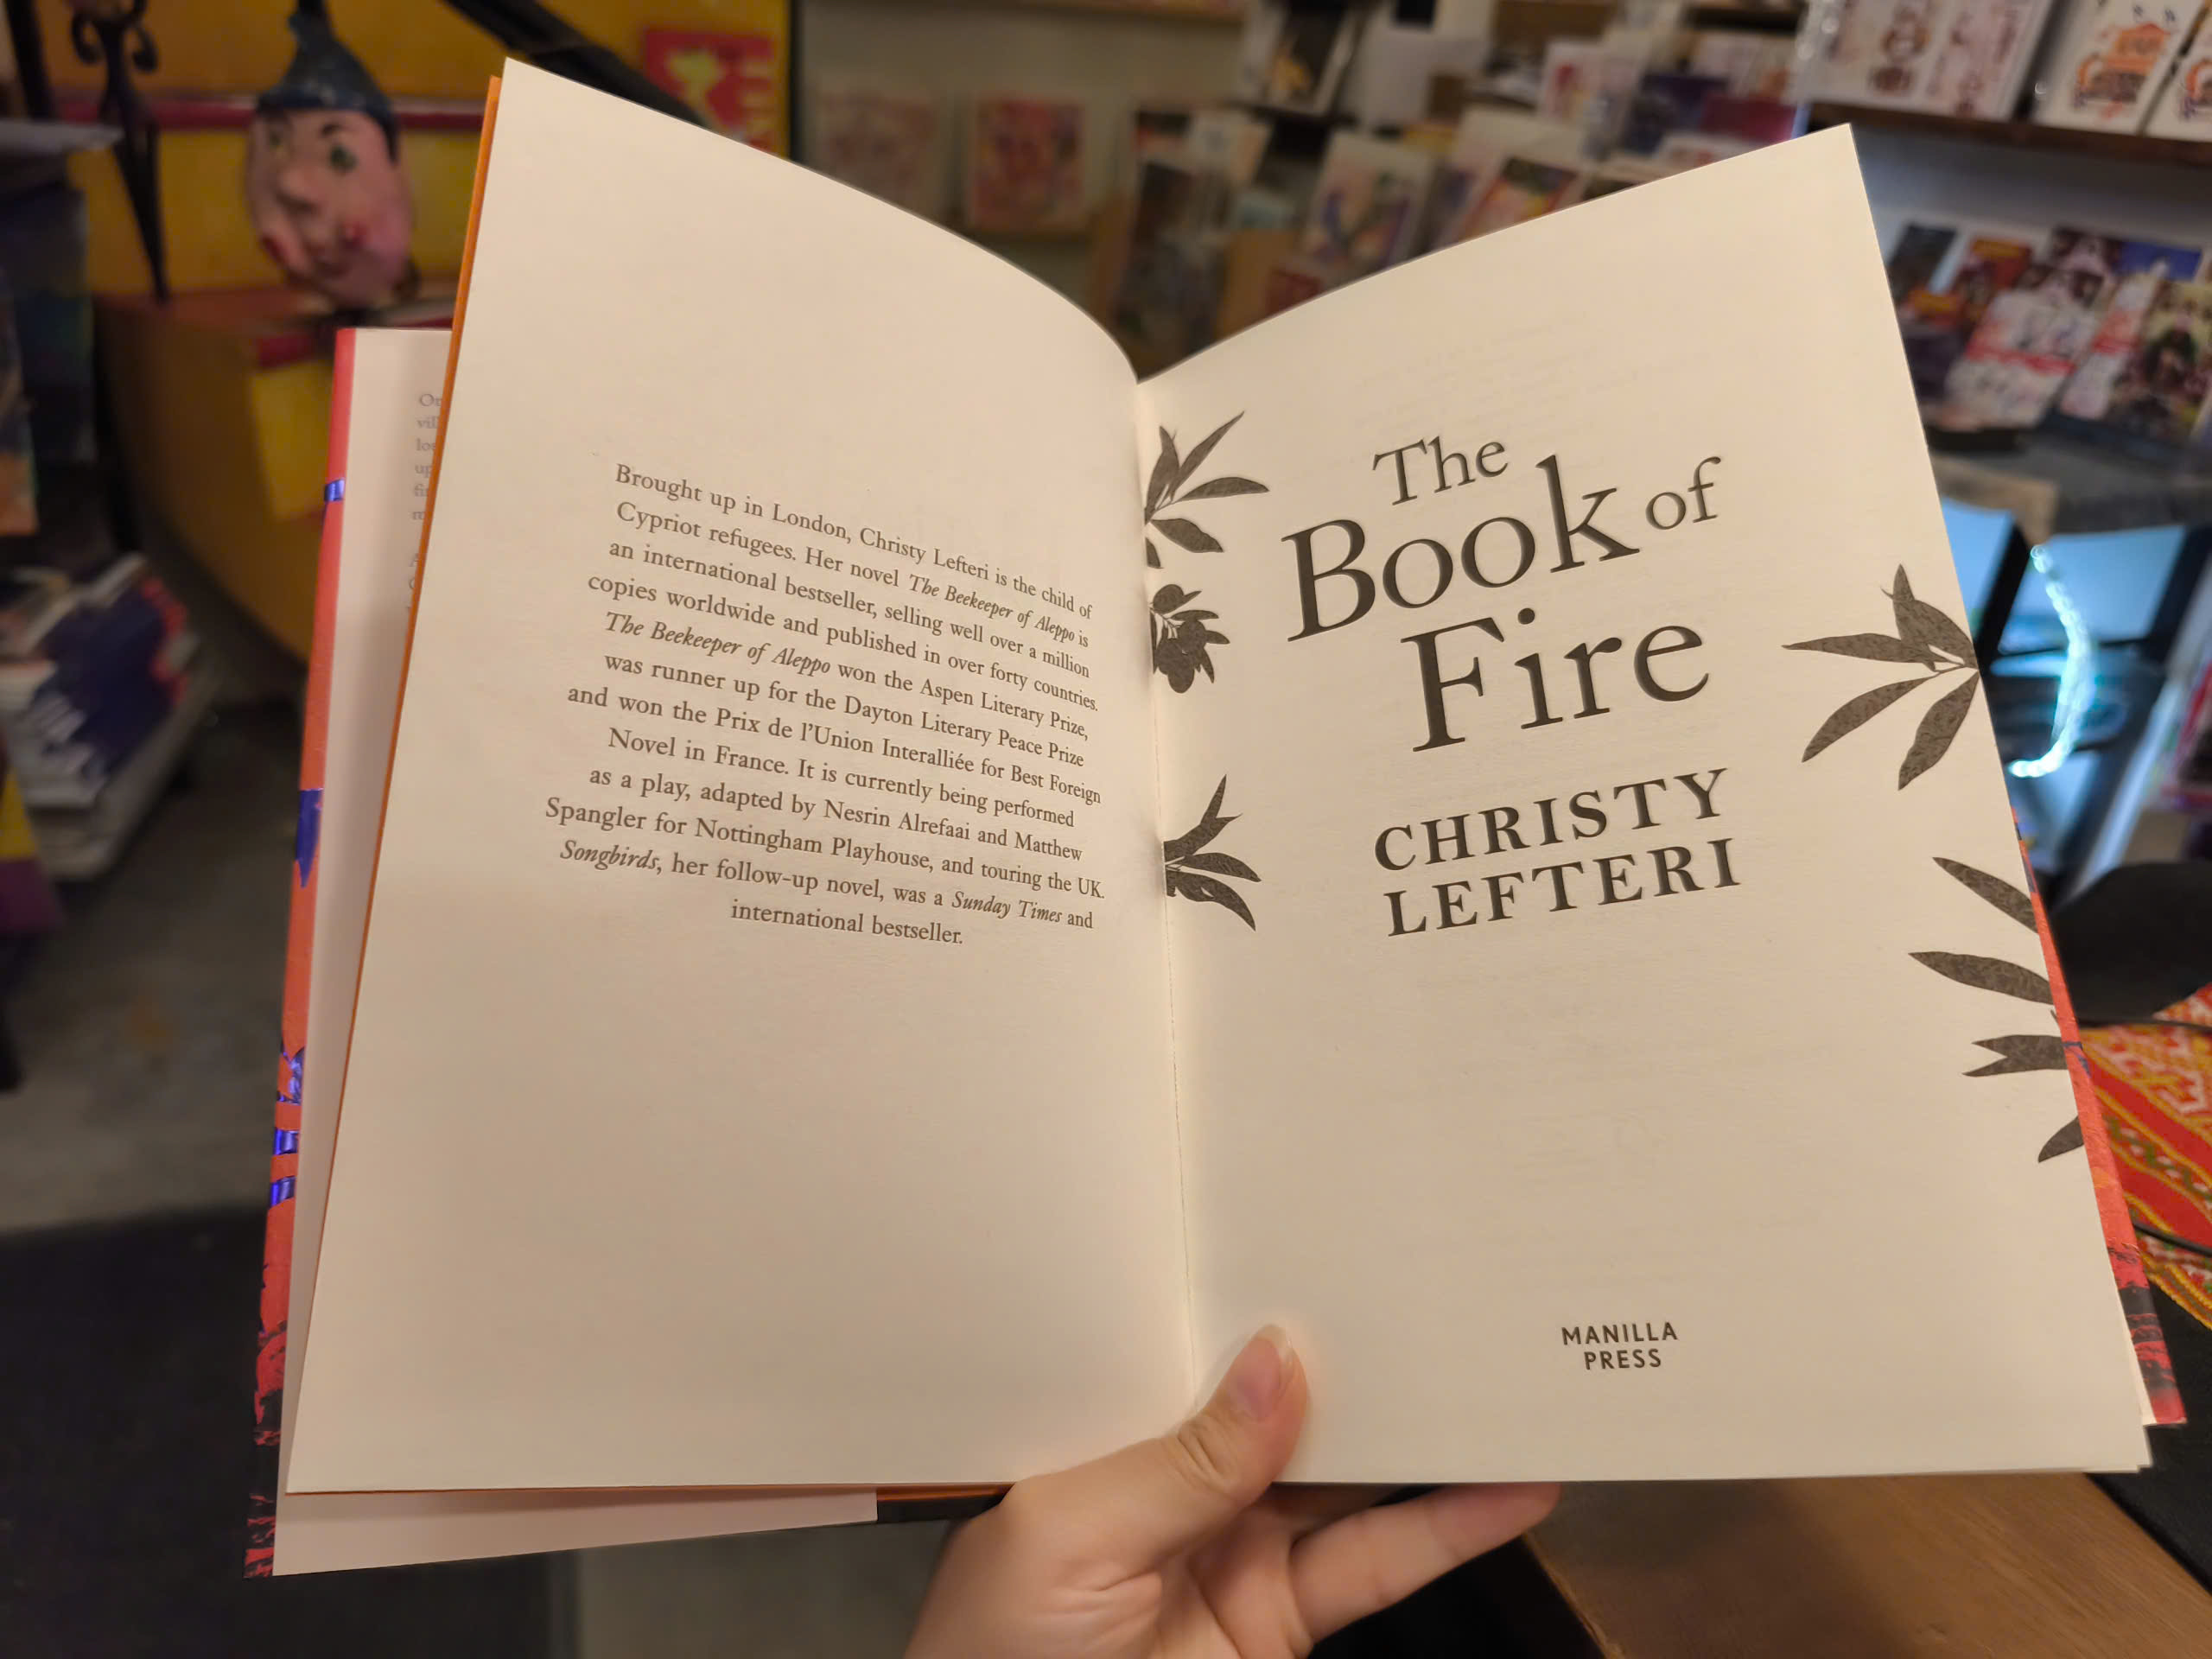 Brought up in London, Christy Lefteri is the child of
Cypriot refugees. Her novel The Beekeeper of Aleppo is
an international bestseller, selling well over a million
copies worldwide and published in over forty countries.
The Beekeeper of Aleppo won the Aspen Literary Prize,
was runner up for the Dayton Literary Peace Prize
and won the Prix de l'Union Interalliée for Best Foreign
Novel in France. It is currently being performed
as a play, adapted by Nesrin Alrefaai and Matthew
Spangler for Nottingham Playhouse, and touring the UK.
Songbirds, her follow-up novel, was a Sunday Times and
international bestseller.
The
Book of
Fire
CHRISTY
LEFTERI
MANILLA
PRESS